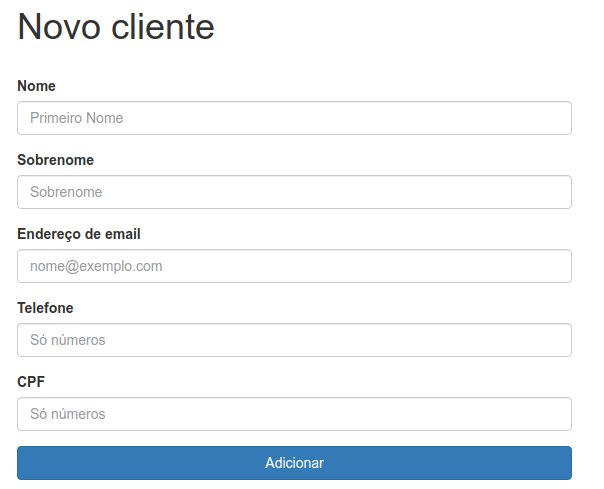 Novo cliente
Nome
Primeiro Nome
Sobrenome
Sobrenome
Endereço de email
nome@exemplo.com
Telefone
Só números
CPF
Só números
Adicionar